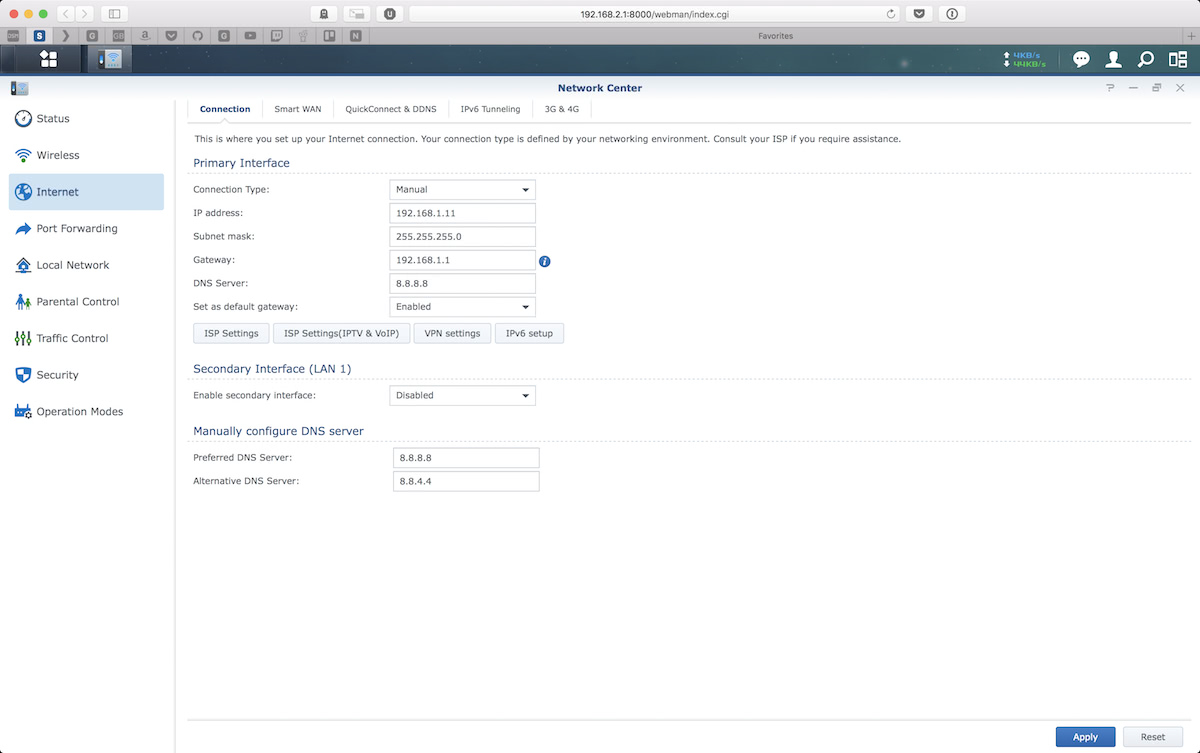 192.168.2.1:8000/webman/index.cgi
Favorites
4KB/s
44KB/s
Network Center
Status
Wireless
Internet
Port Forwarding
Local Network
Parental Control
Traffic Control
Security
Operation Modes
Connection Smart WAN QuickConnect & DDNS IPv6 Tunneling 3G & 4G
This is where you set up your Internet connection. Your connection type is defined by your networking environment. Consult your ISP if you require assistance.
Primary Interface
Connection Type: Manual
IP address: 192.168.1.11
Subnet mask: 255.255.255.0
Gateway: 192.168.1.1
DNS Server: 8.8.8.8
Set as default gateway: Enabled
ISP Settings ISP Settings(IPTV & VoIP) VPN settings IPv6 setup
Secondary Interface (LAN 1)
Enable secondary interface: Disabled
Manually configure DNS server
Preferred DNS Server: 8.8.8.8
Alternative DNS Server: 8.8.4.4
Apply Reset